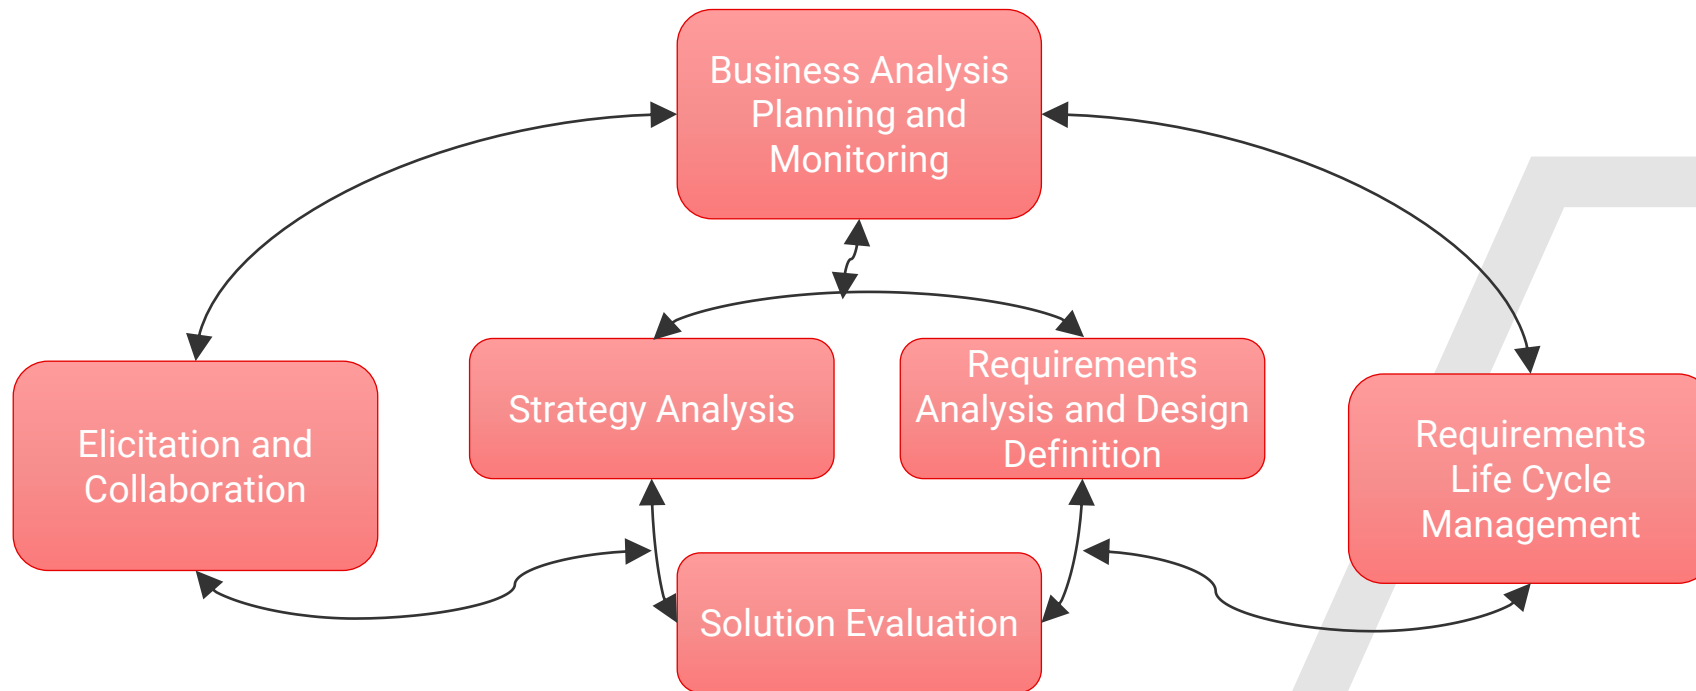 Business Analysis
Planning and
Monitoring
Strategy Analysis
Requirements
Analysis and Design
Definition
Elicitation and
Collaboration
Requirements
Life Cycle
Management
Solution Evaluation